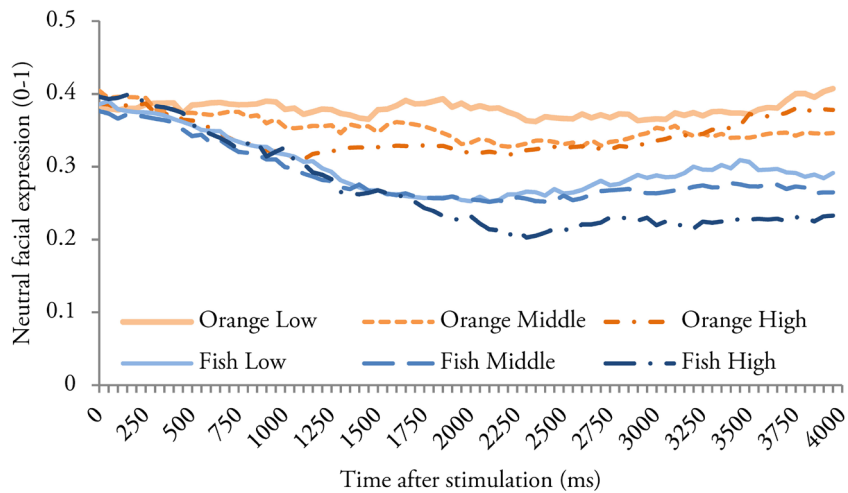 Neutral facial expression (0-1)
0.5
0.4
0.3
0.2
0.1
0
Orange Low
Orange Middle
Orange High
Fish Low
Fish Middle
Fish High
0
250
500
750
1000
1250
1500
1750
2000
2250
2500
2750
3000
3250
3500
3750
4000
Time after stimulation (ms)